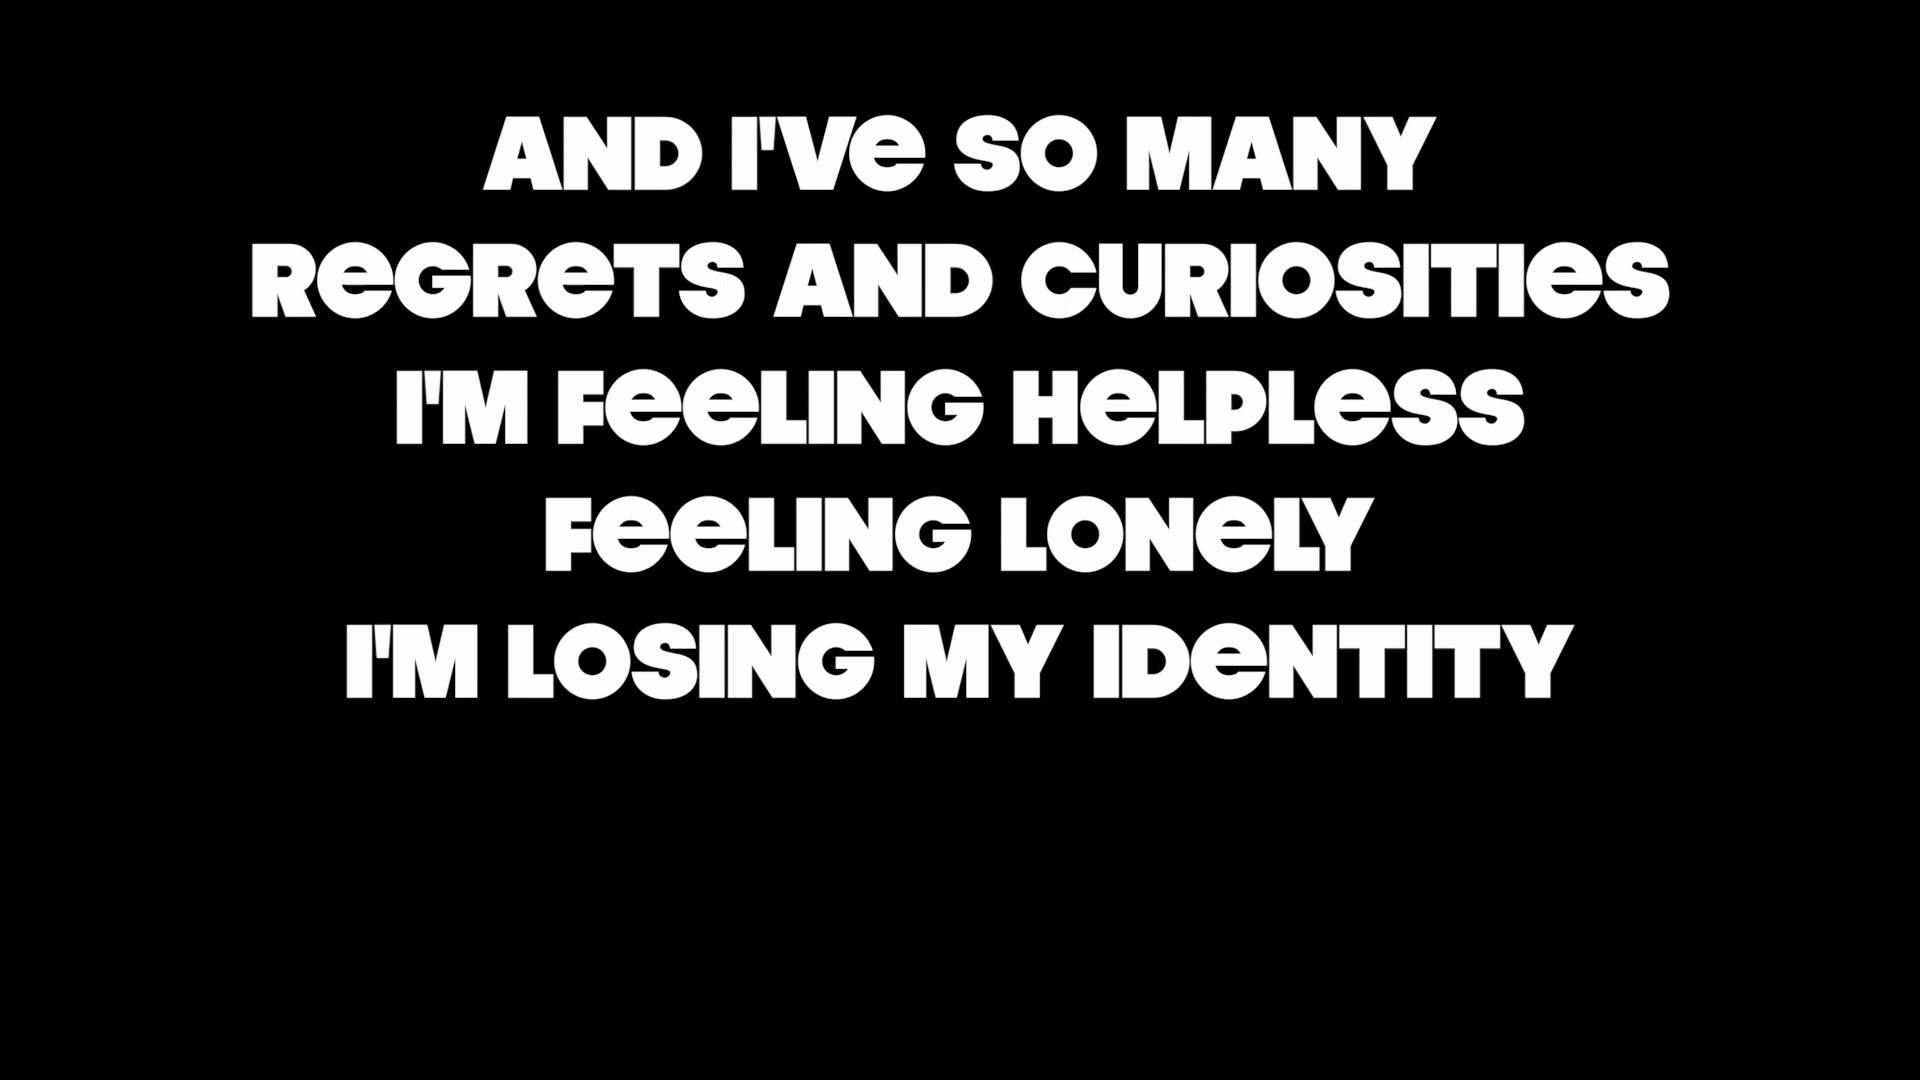 AND I'Ve SO MANY
ReGReTS AND CURIOSITIeS
I'M FeeLING HeLPLeSS
FeeLING LONeLY
I'M LOSING MY IDeNTITY